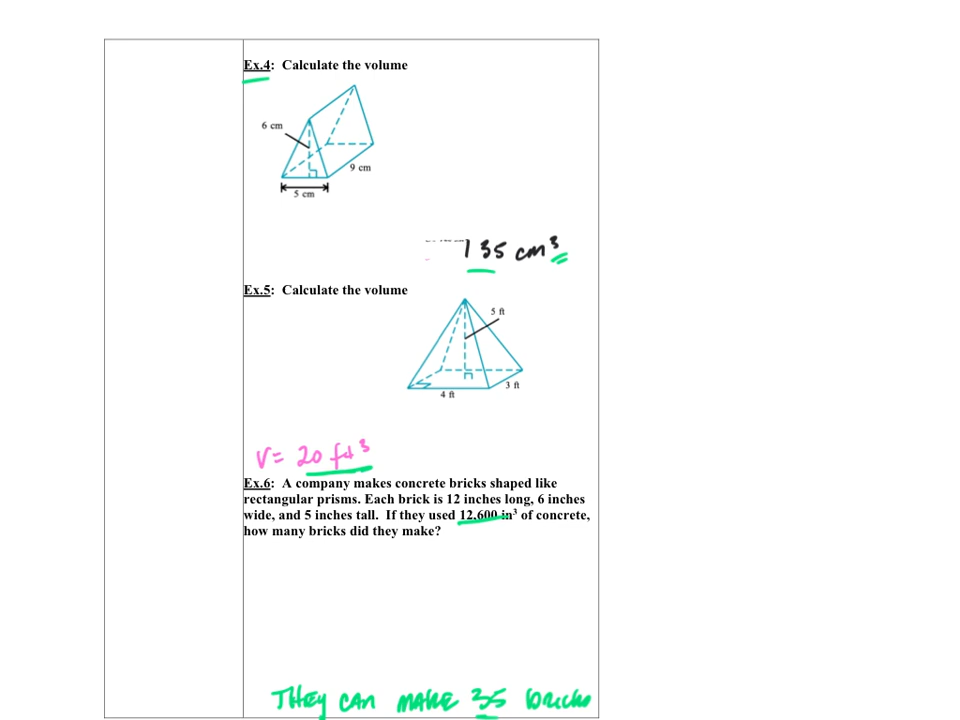 Ex.4: Calculate the volume
6 cm
9 cm
5 cm
135 cm³
Ex.5: Calculate the volume
5 ft
3 ft
4 ft
V = 20 ft³
Ex.6: A company makes concrete bricks shaped like
rectangular prisms. Each brick is 12 inches long, 6 inches
wide, and 5 inches tall. If they used 12,600 in³ of concrete,
how many bricks did they make?
THEY CAN MAKE 35 bricks